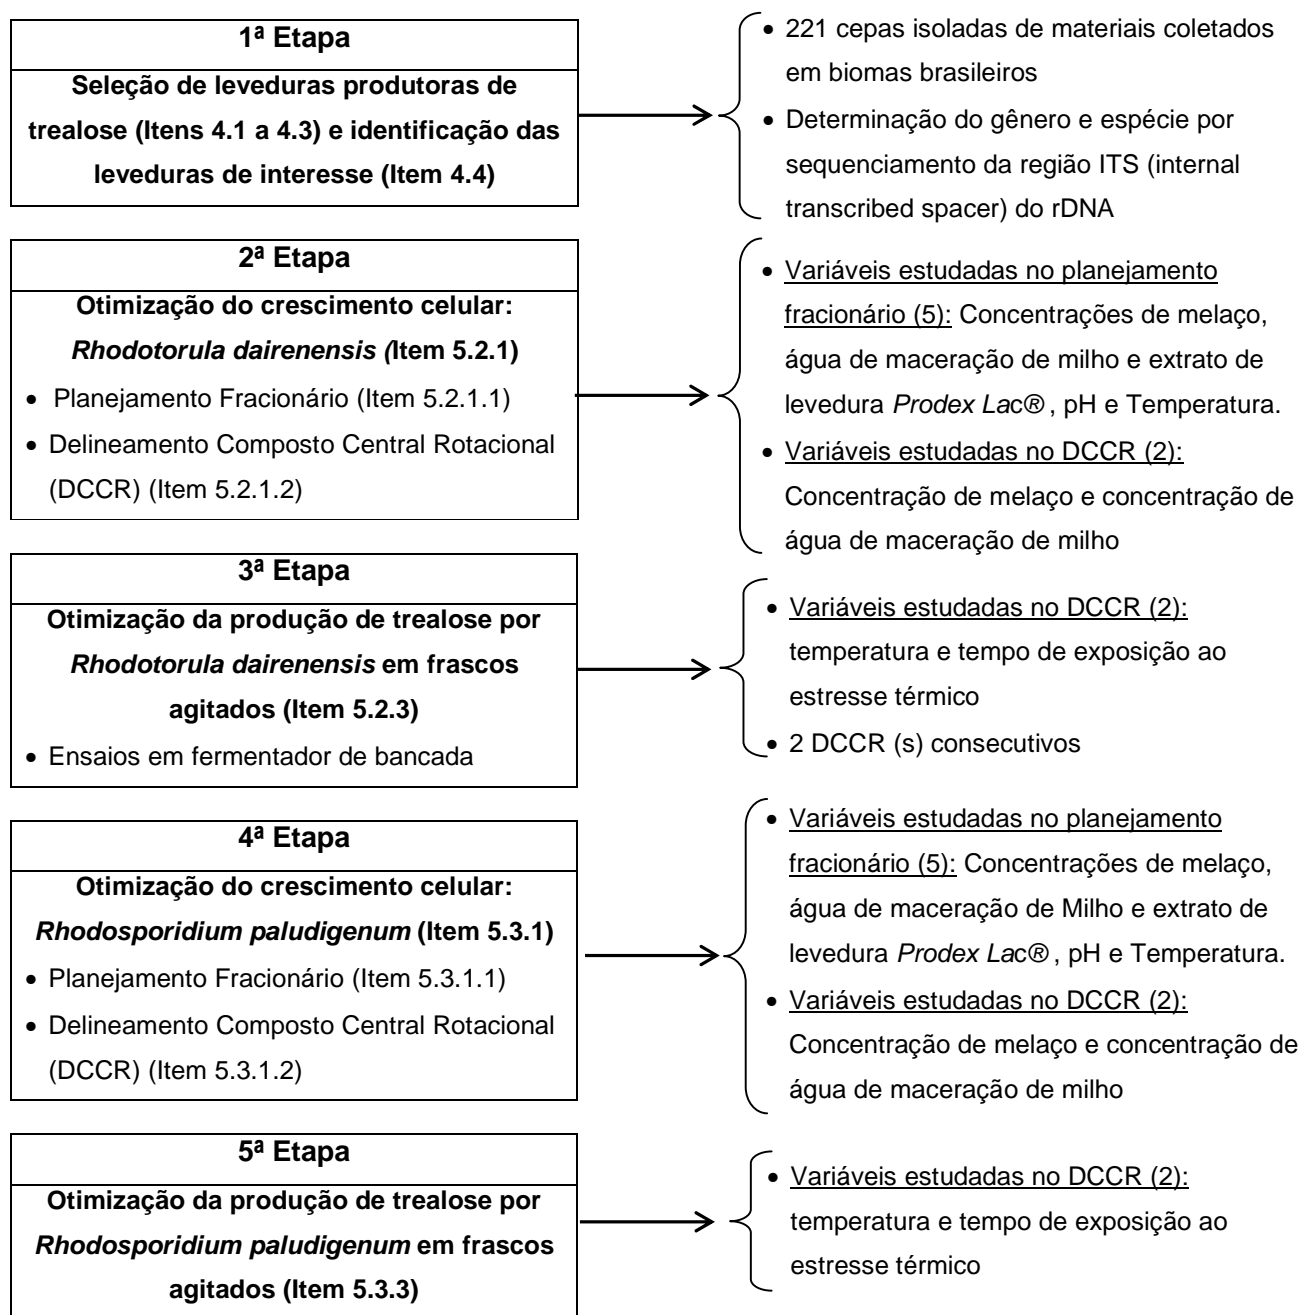 1ª Etapa
Seleção de leveduras produtoras de
trealose (Itens 4.1 a 4.3) e identificação das
leveduras de interesse (Item 4.4)
• 221 cepas isoladas de materiais coletados
em biomas brasileiros
• Determinação do gênero e espécie por
sequenciamento da região ITS (internal
transcribed spacer) do rDNA
2ª Etapa
Otimização do crescimento celular:
Rhodotorula dairenensis (Item 5.2.1)
• Planejamento Fracionário (Item 5.2.1.1)
• Delineamento Composto Central Rotacional
(DCCR) (Item 5.2.1.2)
• Variáveis estudadas no planejamento
fracionário (5): Concentrações de melaço,
água de maceração de milho e extrato de
levedura Prodex Lac® , pH e Temperatura.
• Variáveis estudadas no DCCR (2):
Concentração de melaço e concentração de
água de maceração de milho
3ª Etapa
Otimização da produção de trealose por
Rhodotorula dairenensis em frascos
agitados (Item 5.2.3)
• Ensaios em fermentador de bancada
• Variáveis estudadas no DCCR (2):
temperatura e tempo de exposição ao
estresse térmico
• 2 DCCR (s) consecutivos
4ª Etapa
Otimização do crescimento celular:
Rhodosporidium paludigenum (Item 5.3.1)
• Planejamento Fracionário (Item 5.3.1.1)
• Delineamento Composto Central Rotacional
(DCCR) (Item 5.3.1.2)
• Variáveis estudadas no planejamento
fracionário (5): Concentrações de melaço,
água de maceração de Milho e extrato de
levedura Prodex Lac® , pH e Temperatura.
• Variáveis estudadas no DCCR (2):
Concentração de melaço e concentração de
água de maceração de milho
5ª Etapa
Otimização da produção de trealose por
Rhodosporidium paludigenum em frascos
agitados (Item 5.3.3)
• Variáveis estudadas no DCCR (2):
temperatura e tempo de exposição ao
estresse térmico